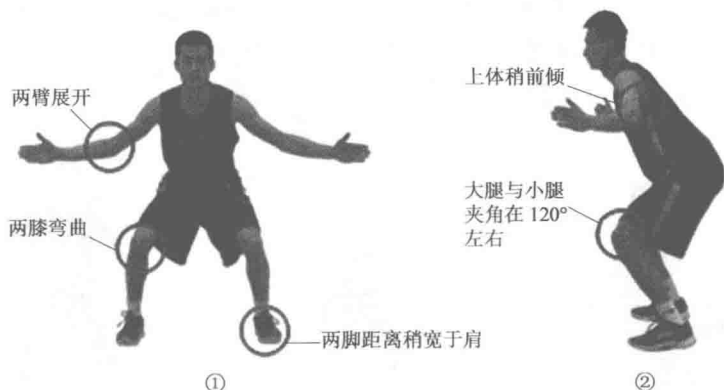 两臂展开
两膝弯曲
两脚距离稍宽于肩
①
上体稍前倾
大腿与小腿
夹角在 120°
左右
②